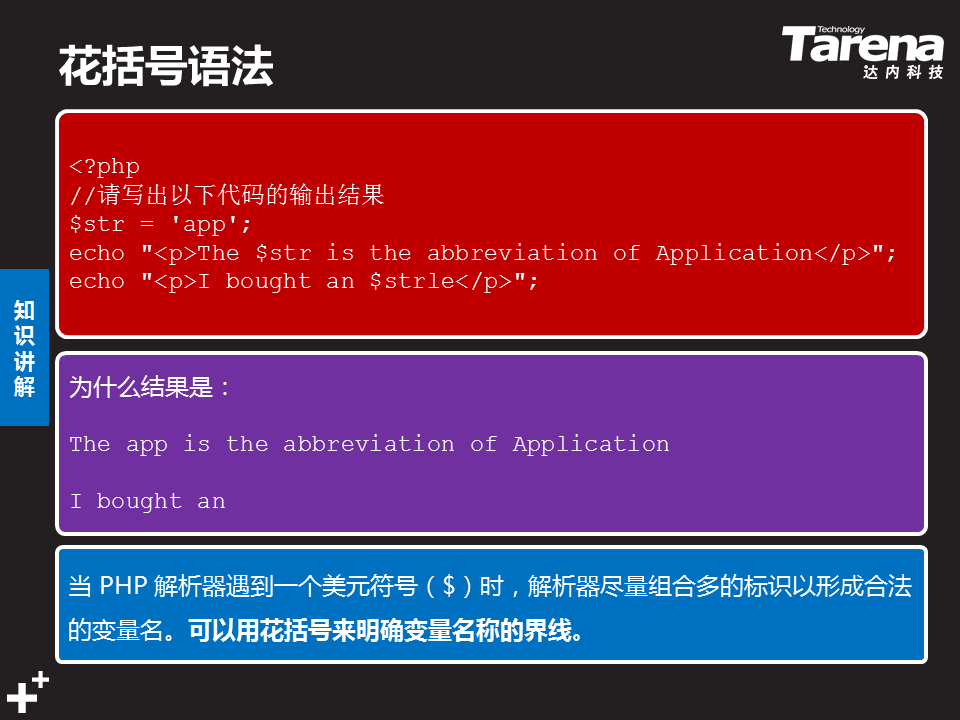 花括号语法
Technology
Tarena
达内科技
<?php
//请写出以下代码的输出结果
$str = 'app';
echo "<p>The $str is the abbreviation of Application</p>";
echo "<p>I bought an $strle</p>";
知识讲解
为什么结果是：
The app is the abbreviation of Application
I bought an
当 PHP 解析器遇到一个美元符号（$）时，解析器尽量组合多的标识以形成合法
的变量名。可以用花括号来明确变量名称的界线。